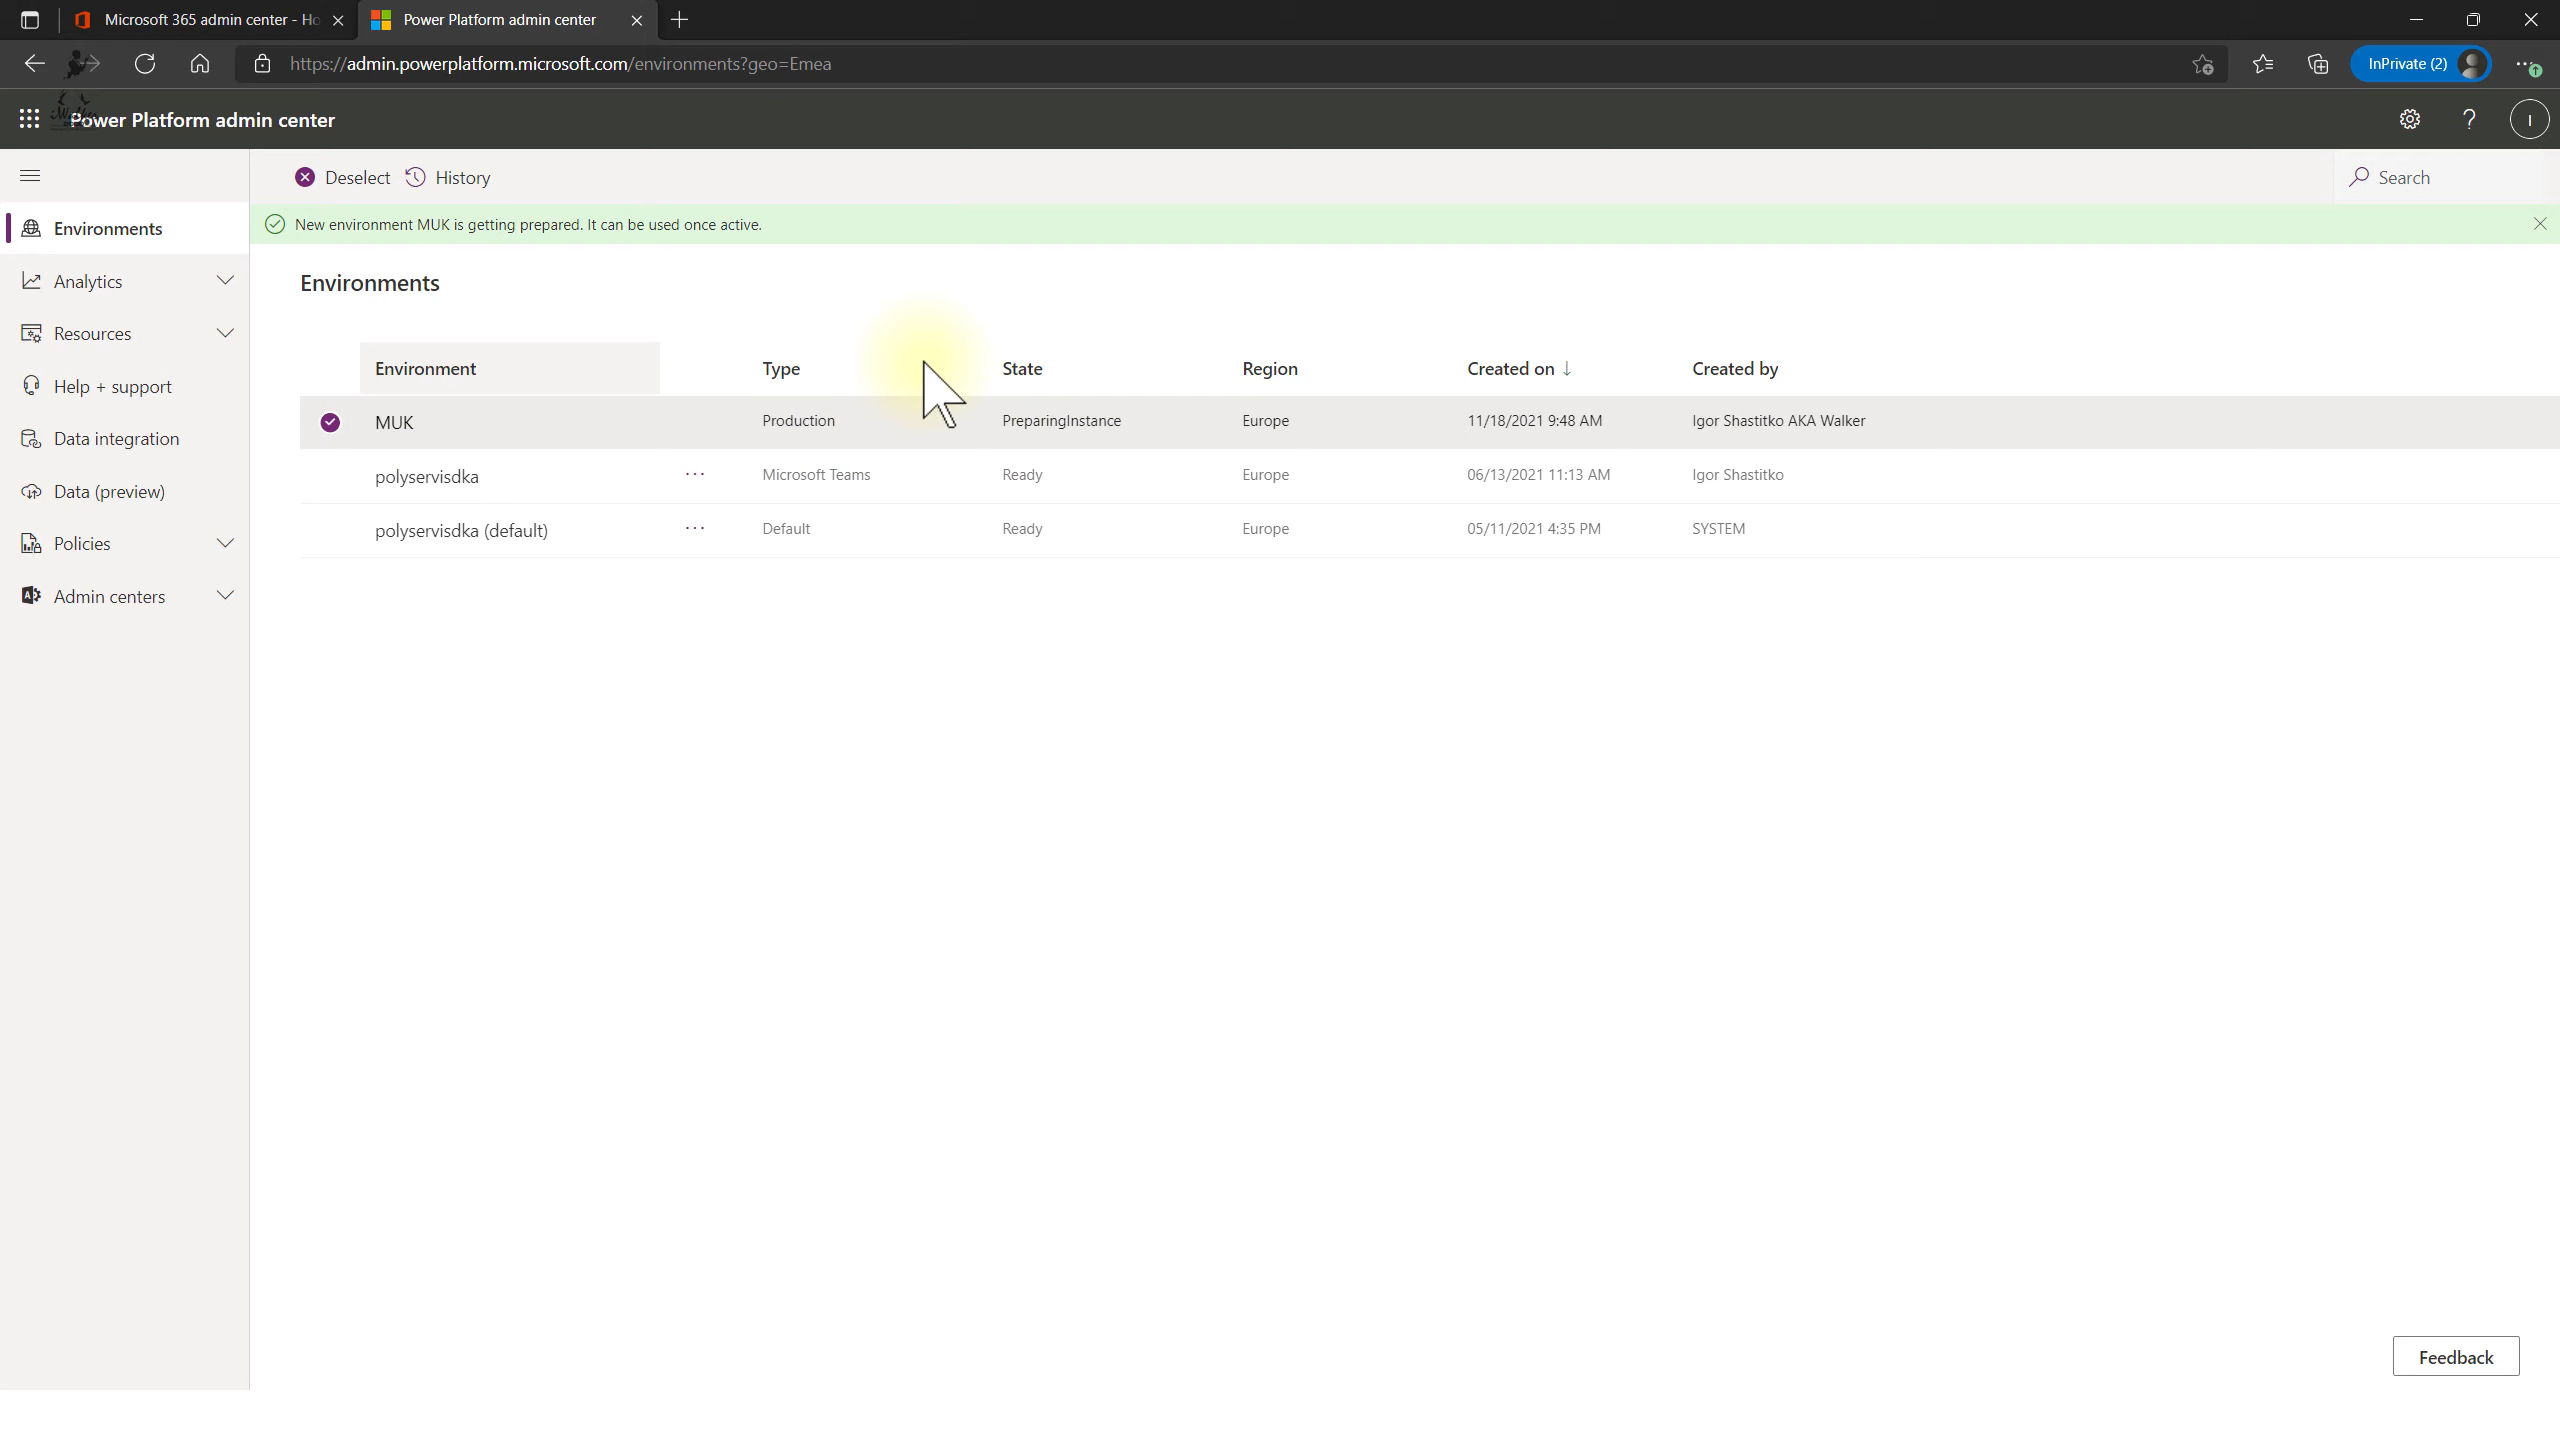 Microsoft 365 admin center - Ho
Power Platform admin center
https://admin.powerplatform.microsoft.com/environments?geo=Emea
InPrivate (2)
Power Platform admin center
I
Deselect
History
Search
Environments
New environment MUK is getting prepared. It can be used once active.
Analytics
Resources
Help + support
Data integration
Data (preview)
Policies
Admin centers
Environments
Environment Type State Region Created on ↓ Created by
MUK Production PreparingInstance Europe 11/18/2021 9:48 AM Igor Shastitko AKA Walker
polyservisdka ... Microsoft Teams Ready Europe 06/13/2021 11:13 AM Igor Shastitko
polyservisdka (default) ... Default Ready Europe 05/11/2021 4:35 PM SYSTEM
Feedback